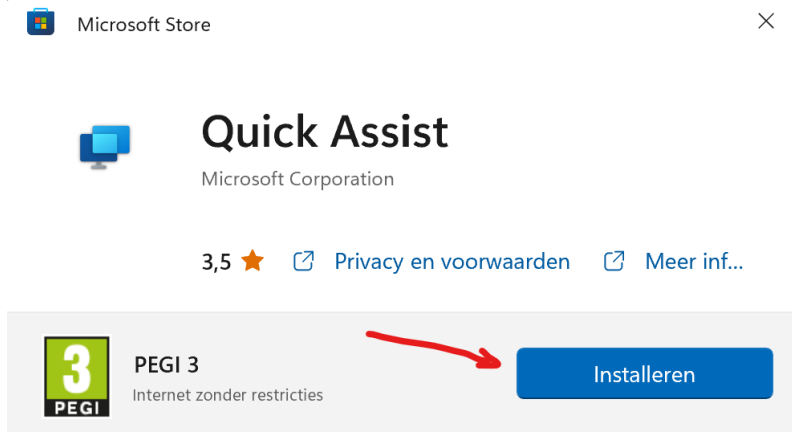 Microsoft Store
Quick Assist
Microsoft Corporation
3,5 Privacy en voorwaarden Meer inf...
3
PEGI
PEGI 3
Internet zonder restricties
Installeren